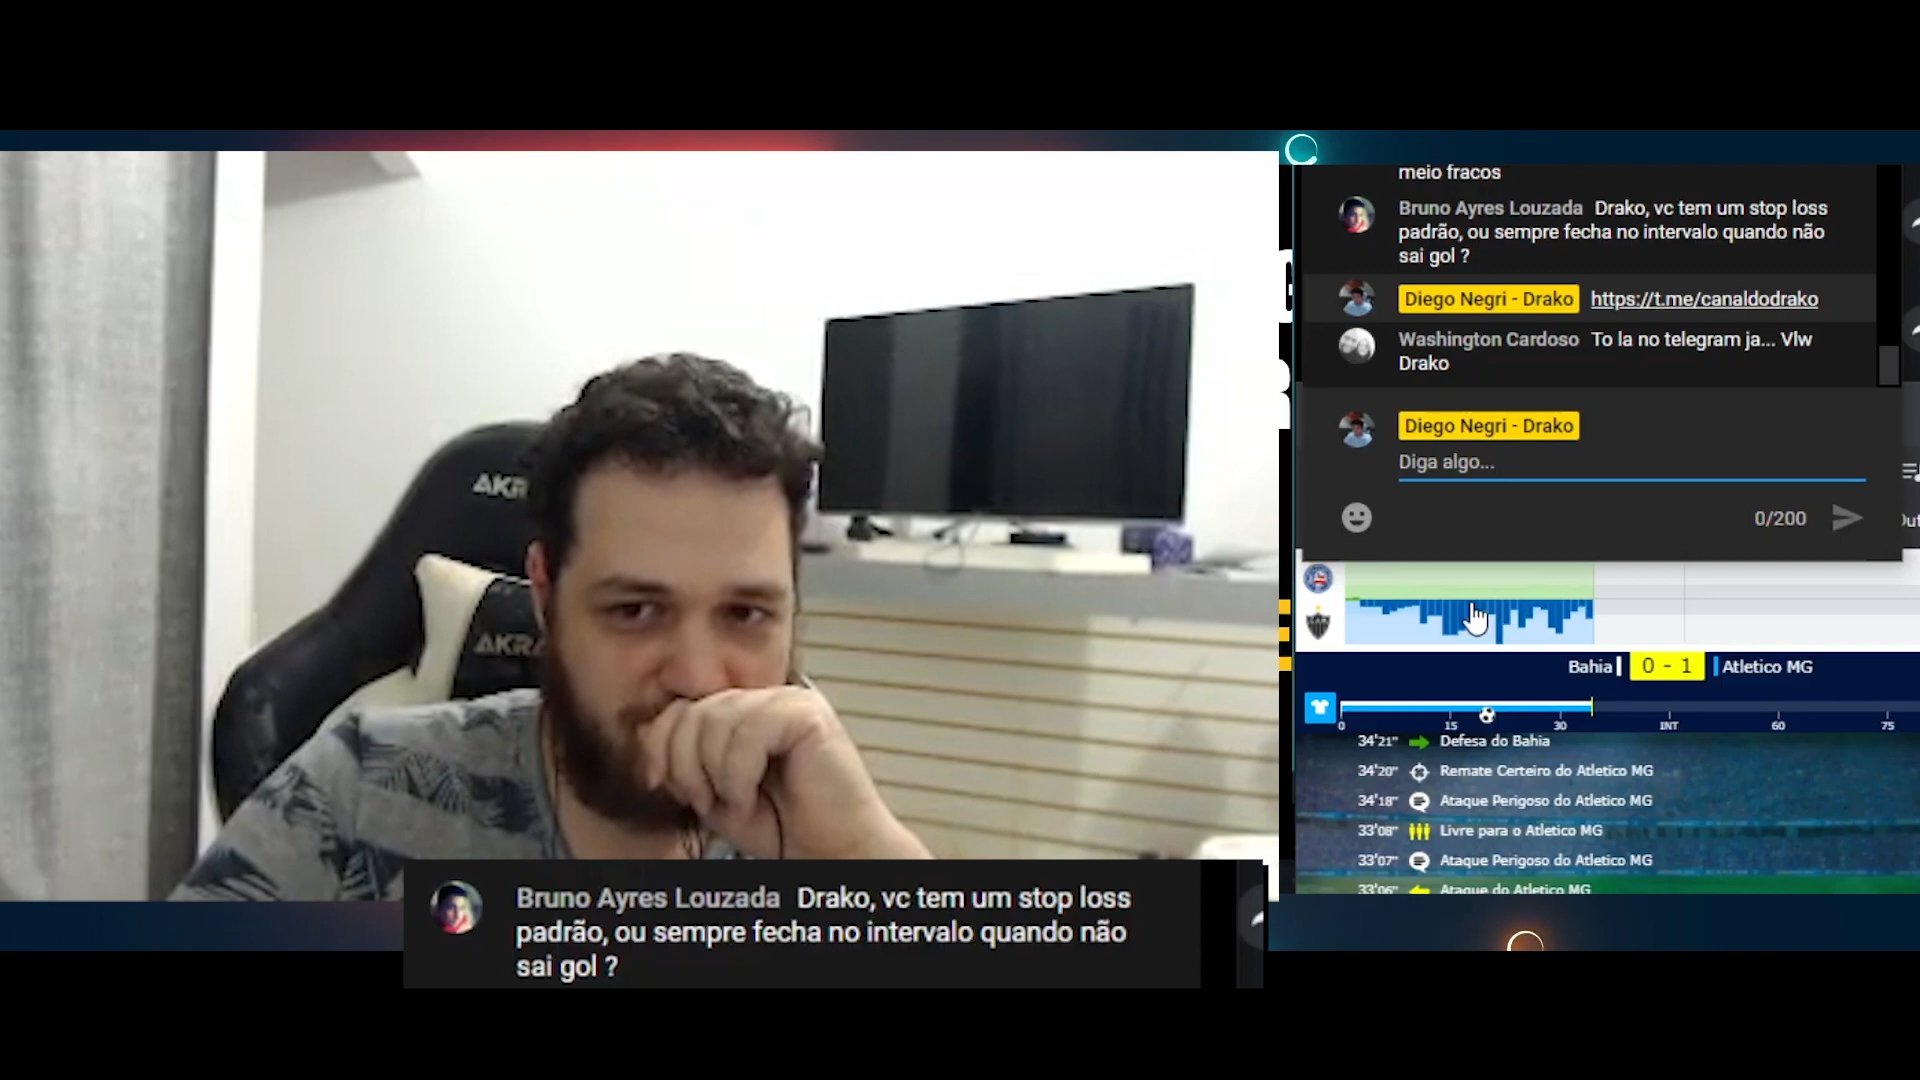 meio fracos
Bruno Ayres Louzada Drako, vc tem um stop loss
padrão, ou sempre fecha no intervalo quando não
sai gol ?
Diego Negri - Drako https://t.me/canaldodrako
Washington Cardoso To la no telegram ja... Vlw
Drako
Diego Negri - Drako
Diga algo...
0/200
Bahia 0 - 1 Atletico MG
0 15 30 INT 60 75
34'21" Defesa do Bahia
34'20" Remate Certeiro do Atletico MG
34'18" Ataque Perigoso do Atletico MG
33'08" Livre para o Atletico MG
33'07" Ataque Perigoso do Atletico MG
33'06" Ataque do Atletico MG
Bruno Ayres Louzada Drako, vc tem um stop loss
padrão, ou sempre fecha no intervalo quando não
sai gol ?